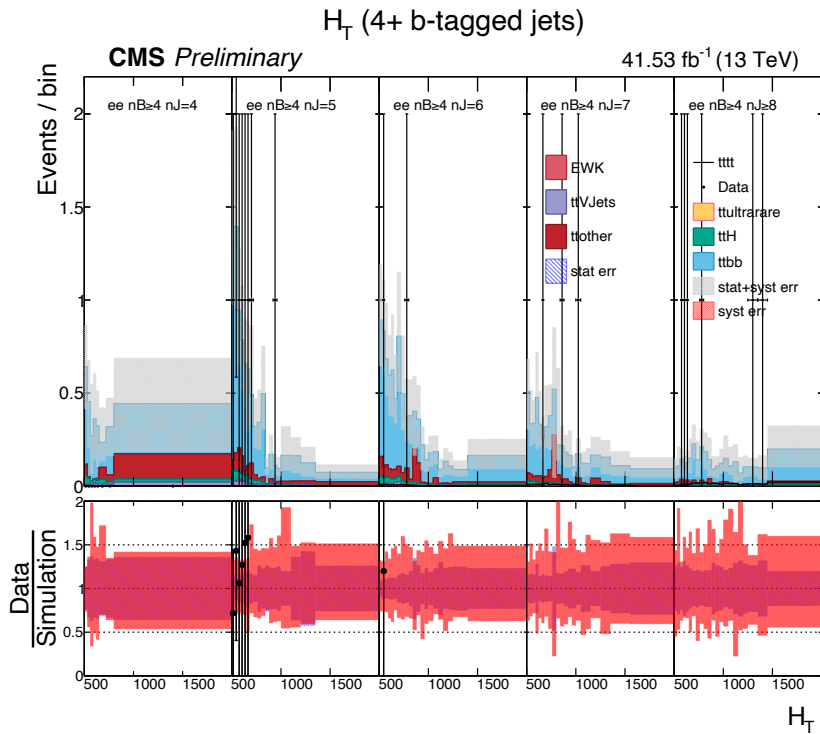 H_T (4+ b-tagged jets)
CMS Preliminary
41.53 fb⁻¹ (13 TeV)
Events / bin
2
1.5
1
0.5
0
ee nB≥4 nJ=4
ee nB≥4 nJ=5
ee nB≥4 nJ=6
ee nB≥4 nJ=7
ee nB≥4 nJ≥8
EWK
ttVJets
ttother
stat err
tttt
Data
ttultrarare
ttH
ttbb
stat+syst err
syst err
Data
Simulation
2
1.5
1
0.5
0
500 1000 1500 500 1000 1500 500 1000 1500 500 1000 1500 500 1000 1500
H_T